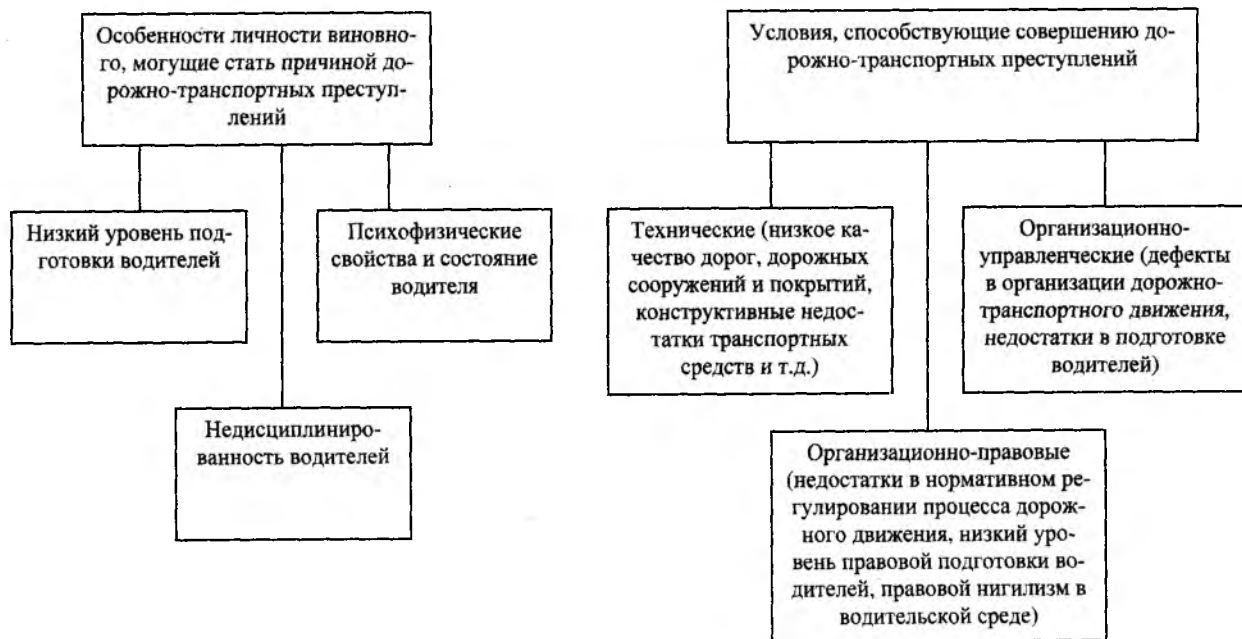 Особенности личности виновно-
го, могущие стать причиной до-
рожно-транспортных преступ-
лений
Низкий уровень под-
готовки водителей
Психофизические
свойства и состояние
водителя
Недисциплиниро-
ванность водителей
Условия, способствующие совершению до-
рожно-транспортных преступлений
Технические (низкое ка-
чество дорог, дорожных
сооружений и покрытий,
конструктивные недос-
татки транспортных
средств и т.д.)
Организационно-
управленческие (дефекты
в организации дорожно-
транспортного движения,
недостатки в подготовке
водителей)
Организационно-правовые
(недостатки в нормативном ре-
гулировании процесса дорож-
ного движения, низкий уро-
вень правовой подготовки во-
дителей, правовой нигилизм в
водительской среде)